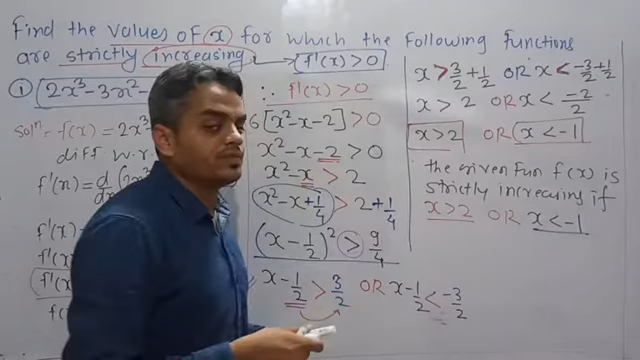 Find the values of x for which the following functions
are strictly increasing → f'(x) > 0
① 2x³-3x²-
Solⁿ = f(x) = 2x³
diff. w.r
f'(x) = d/dx (2x
f'(x)
f'(x
f'(x
f(
∴ f'(x) > 0
6[x²-x-2] > 0
x²-x-2 > 0
x²-x > 2
x²-x+1/4 > 2+1/4
(x-1/2)² > 9/4
x-1/2 > 3/2 OR x-1/2 < -3/2
x > 3/2+1/2 OR x < -3/2+1/2
x > 2 OR x < -2/2
x > 2 OR x < -1
the given fun f(x) is
strictly increasing if
x > 2 OR x < -1